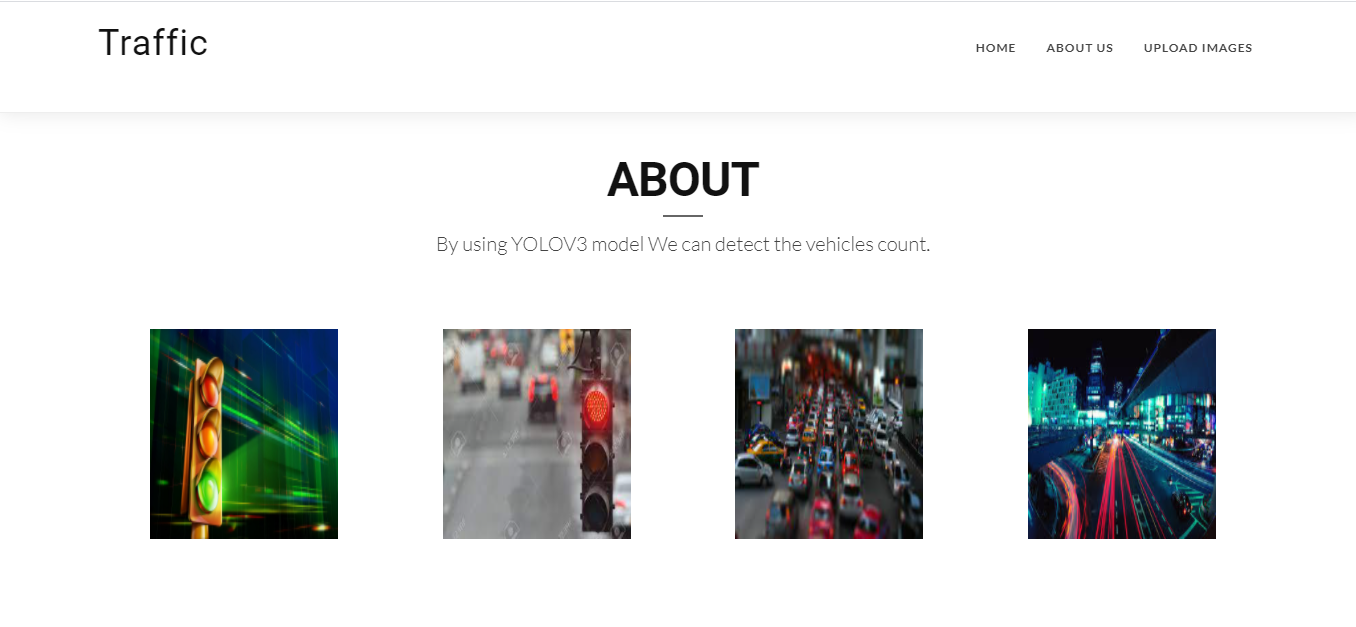 Traffic
HOME ABOUT US UPLOAD IMAGES
ABOUT
By using YOLOV3 model We can detect the vehicles count.